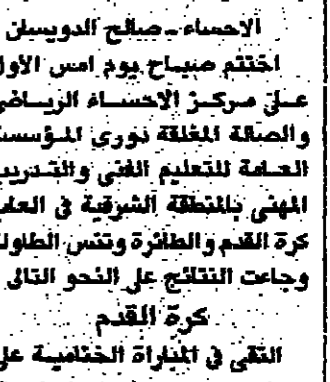 الاحساء ـ صالح الدويسان
اختتم صباح يوم امس الاول
على مركز الاحساء الرياضي
والصالة المغلقة دوري المؤسسة
العامة للتعليم الفني والتدريب
المهني بالمنطقة الشرقية في العاب
كرة القدم والطائرة وتنس الطاولة
وجاءت النتائج على النحو التالي
كرة القدم
التقى في المباراة الختامية على